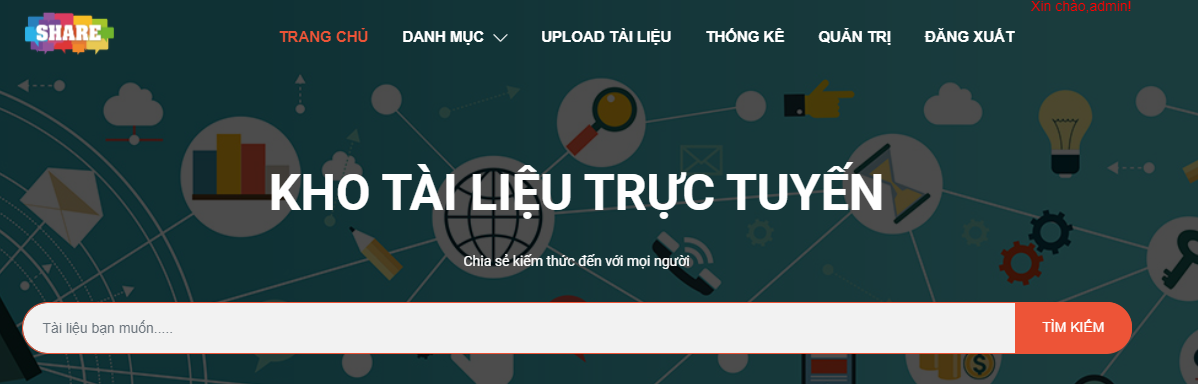 Xin chào,admin!
SHARE
TRANG CHỦ DANH MỤC UPLOAD TÀI LIỆU THỐNG KÊ QUẢN TRỊ ĐĂNG XUẤT
KHO TÀI LIỆU TRỰC TUYẾN
Chia sẻ kiếm thức đến với mọi người
Tài liệu bạn muốn.....
TÌM KIẾM